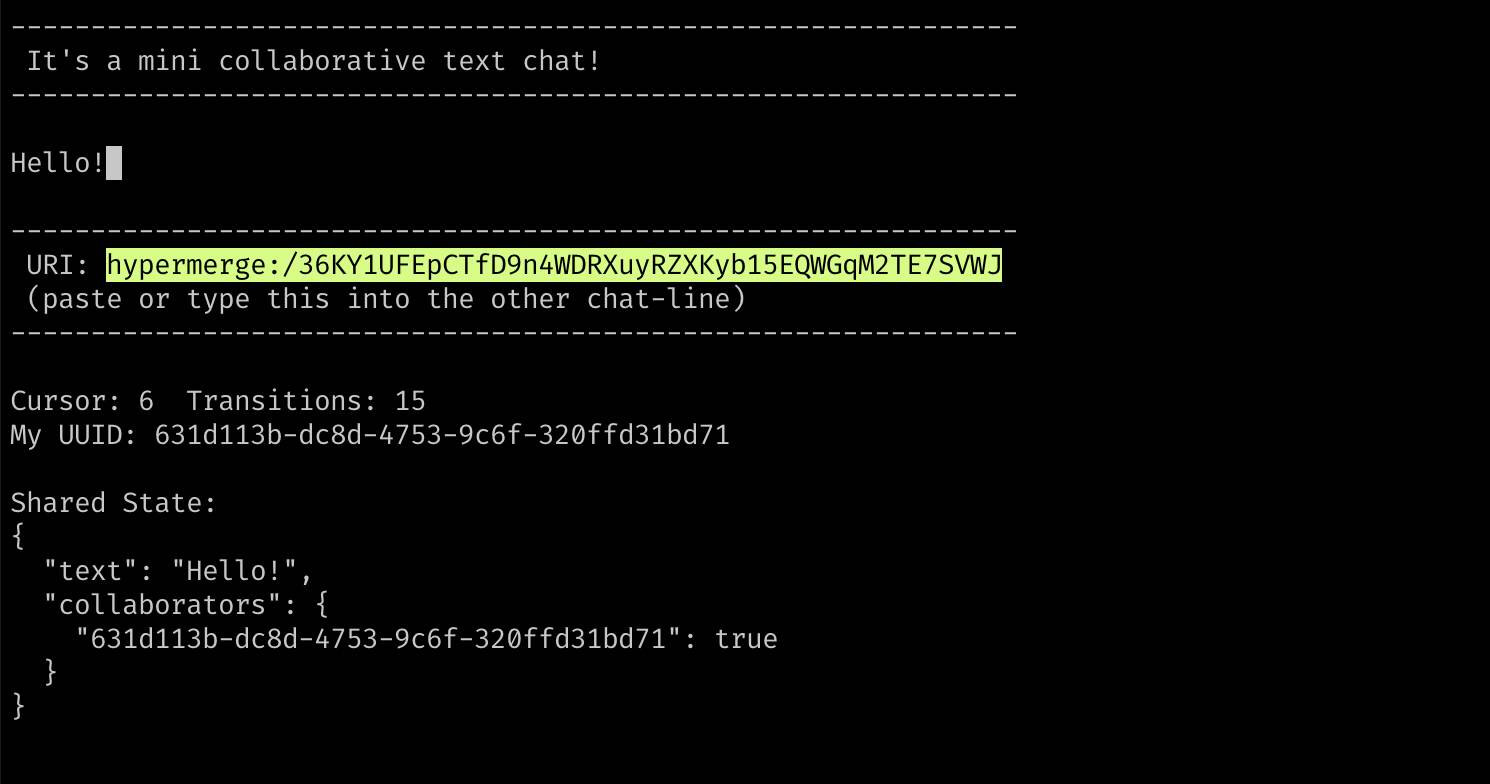 ---------------------------------------------------------------
It's a mini collaborative text chat!
---------------------------------------------------------------
Hello!
---------------------------------------------------------------
URI: hypermerge:/36KY1UFEpCTfD9n4WDRXuyRZXKyb15EQWGqM2TE7SVWJ
(paste or type this into the other chat-line)
---------------------------------------------------------------
Cursor: 6  Transitions: 15
My UUID: 631d113b-dc8d-4753-9c6f-320ffd31bd71
Shared State:
{
  "text": "Hello!",
  "collaborators": {
    "631d113b-dc8d-4753-9c6f-320ffd31bd71": true
  }
}